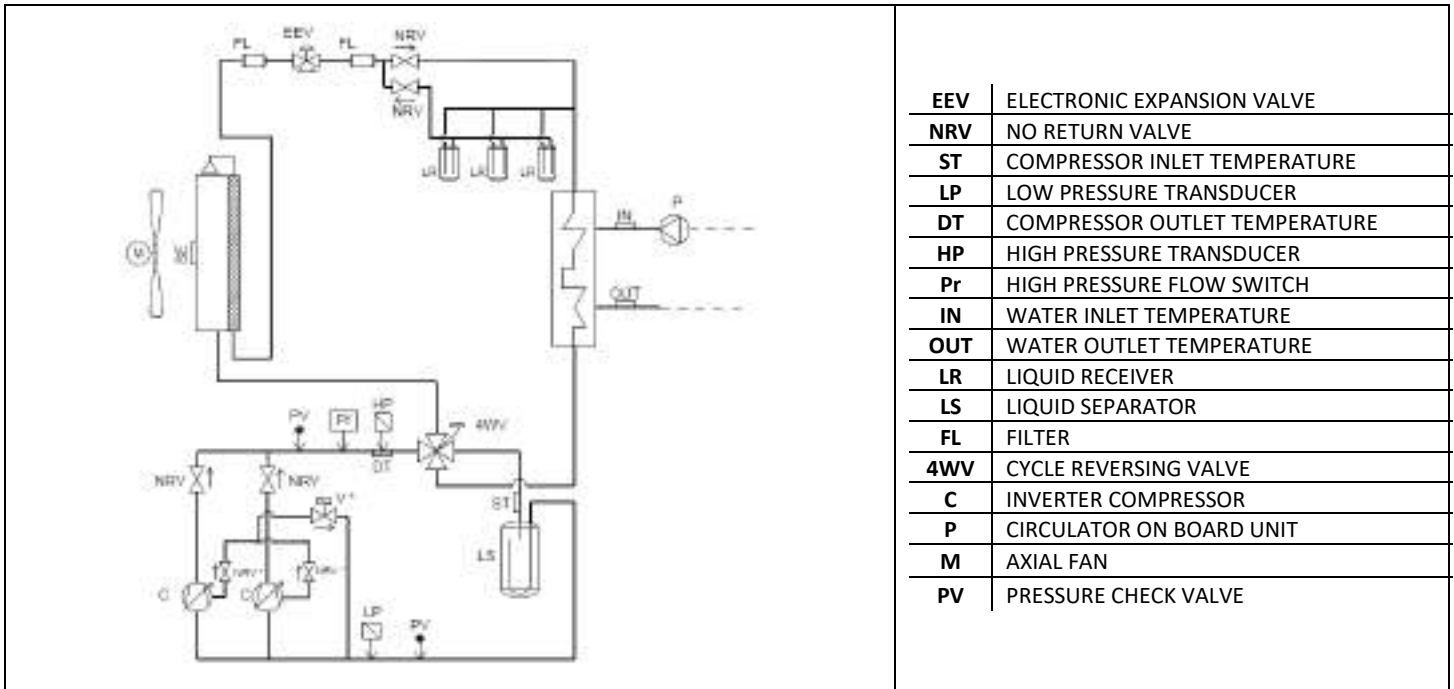 EEV
FL
FL
NRV
NRV
LR
LR
LR
P
IN
M
OUT
HP
PV
Pr
4WV
DT
NRV
NRV
ST
LS
C
C
LP
PV
EEV ELECTRONIC EXPANSION VALVE
NRV NO RETURN VALVE
ST COMPRESSOR INLET TEMPERATURE
LP LOW PRESSURE TRANSDUCER
DT COMPRESSOR OUTLET TEMPERATURE
HP HIGH PRESSURE TRANSDUCER
Pr HIGH PRESSURE FLOW SWITCH
IN WATER INLET TEMPERATURE
OUT WATER OUTLET TEMPERATURE
LR LIQUID RECEIVER
LS LIQUID SEPARATOR
FL FILTER
4WV CYCLE REVERSING VALVE
C INVERTER COMPRESSOR
P CIRCULATOR ON BOARD UNIT
M AXIAL FAN
PV PRESSURE CHECK VALVE